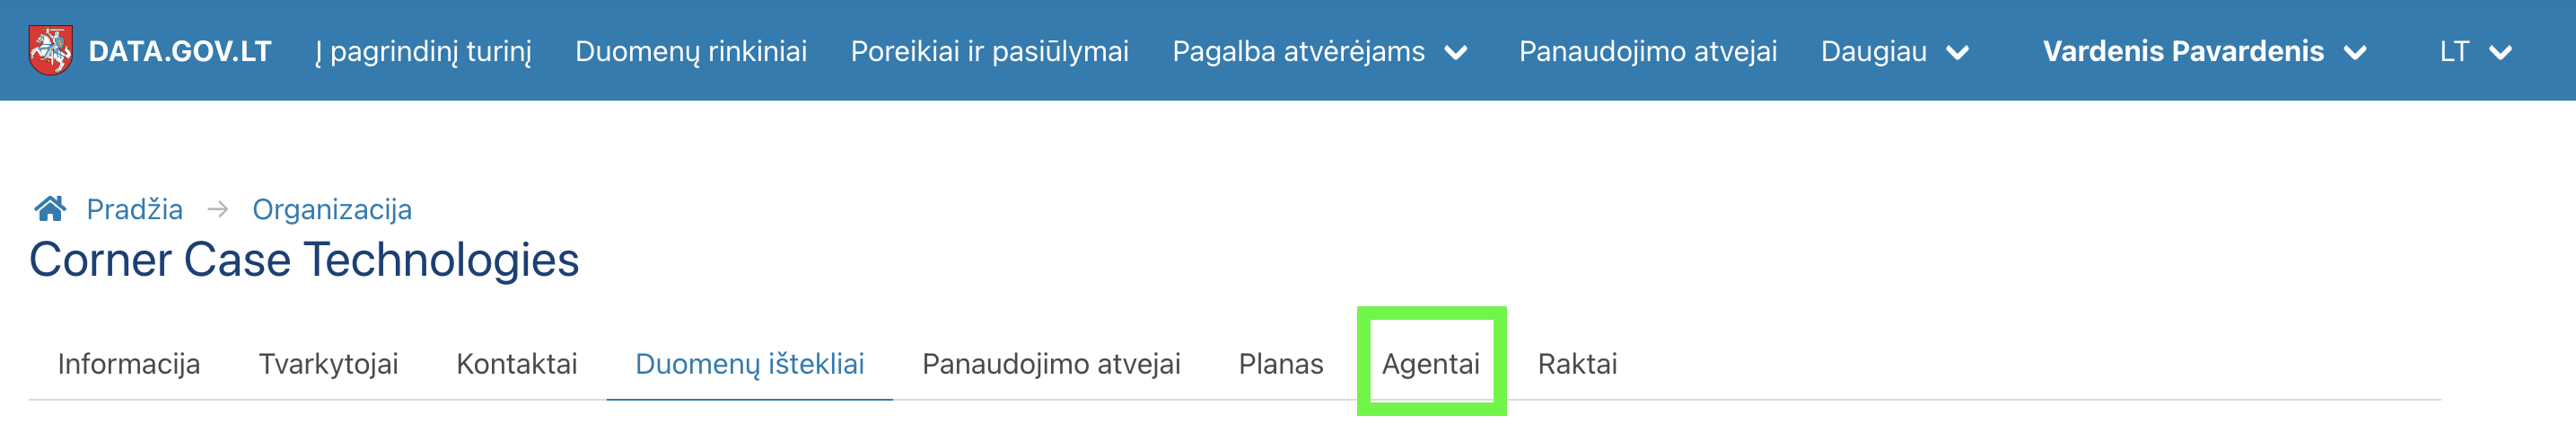 DATA.GOV.LT Į pagrindinį turinį Duomenų rinkiniai Poreikiai ir pasiūlymai Pagalba atvėrėjams Panaudojimo atvejai Daugiau Vardenis Pavardenis LT
Pradžia → Organizacija
Corner Case Technologies
Informacija Tvarkytojai Kontaktai Duomenų ištekliai Panaudojimo atvejai Planas Agentai Raktai